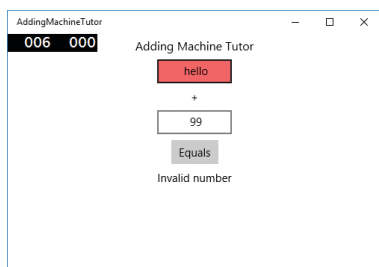 AddingMachineTutor
006 000
Adding Machine Tutor
hello
+
99
Equals
Invalid number